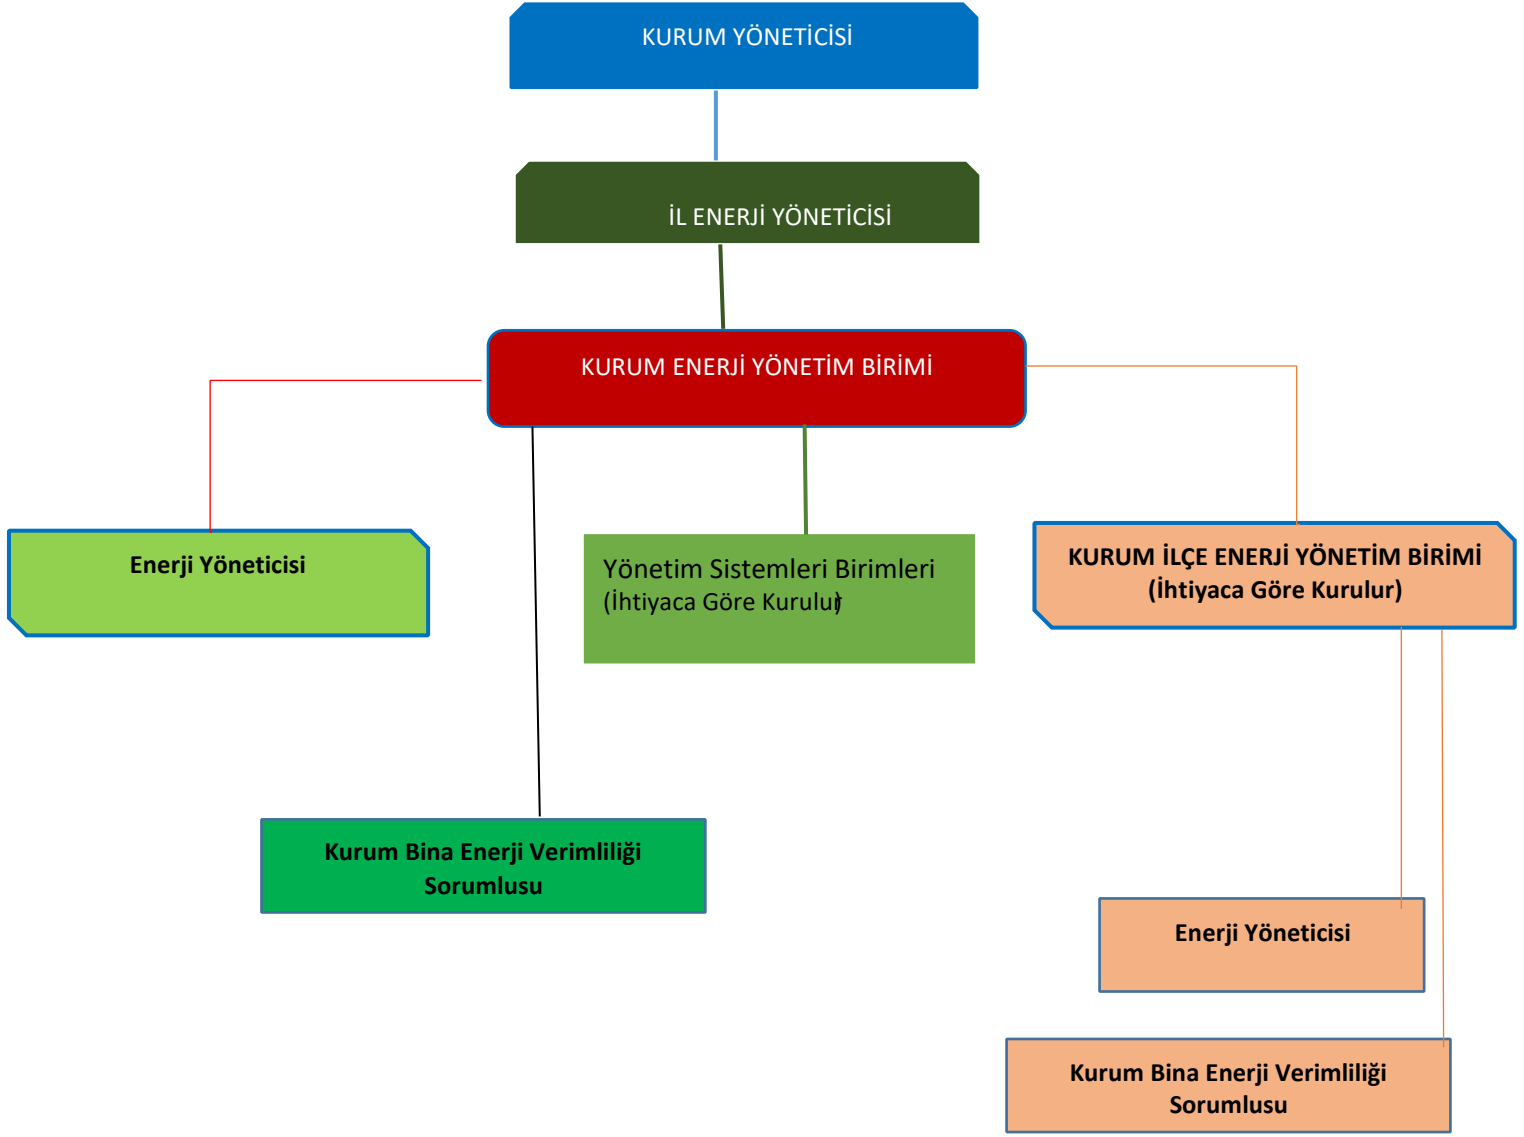 KURUM YÖNETİCİSİ
İL ENERJİ YÖNETİCİSİ
KURUM ENERJİ YÖNETİM BİRİMİ
Enerji Yöneticisi
Yönetim Sistemleri Birimleri
(İhtiyaca Göre Kurulur)
KURUM İLÇE ENERJİ YÖNETİM BİRİMİ
(İhtiyaca Göre Kurulur)
Kurum Bina Enerji Verimliliği
Sorumlusu
Enerji Yöneticisi
Kurum Bina Enerji Verimliliği
Sorumlusu